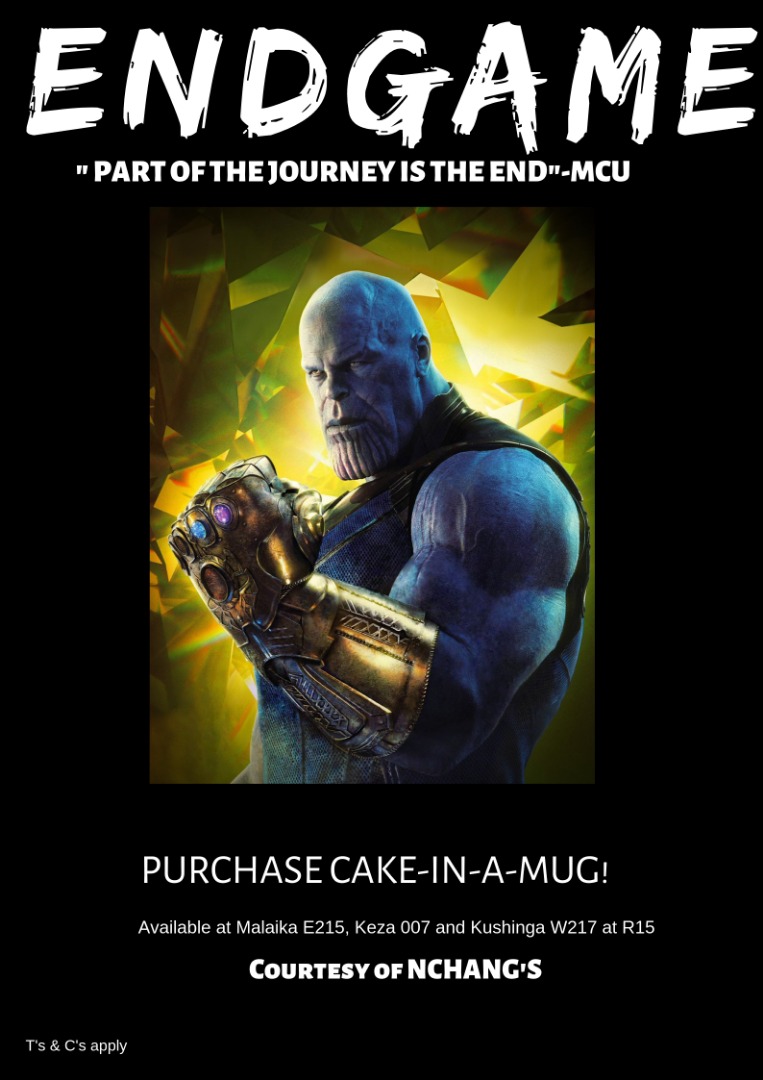 ENDGAME
" PART OF THE JOURNEY IS THE END"-MCU
PURCHASE CAKE-IN-A-MUG!
Available at Malaika E215, Keza 007 and Kushinga W217 at R15
COURTESY OF NCHANG'S
T's & C's apply